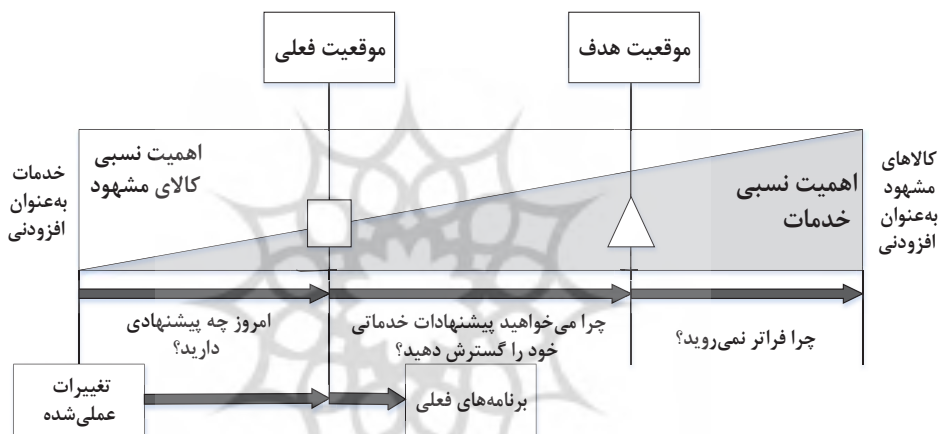 موقعیت هدف
موقعیت فعلی
کالاهای
مشهود
به‌عنوان
افزودنی
اهمیت نسبی
خدمات
اهمیت نسبی
کالای مشهود
خدمات
به‌عنوان
افزودنی
چرا فراتر نمی‌روید؟
چرا می‌خواهید پیشنهادات خدماتی
خود را گسترش دهید؟
امروز چه پیشنهادی
دارید؟
برنامه‌های فعلی
تغییرات
عملی‌شده